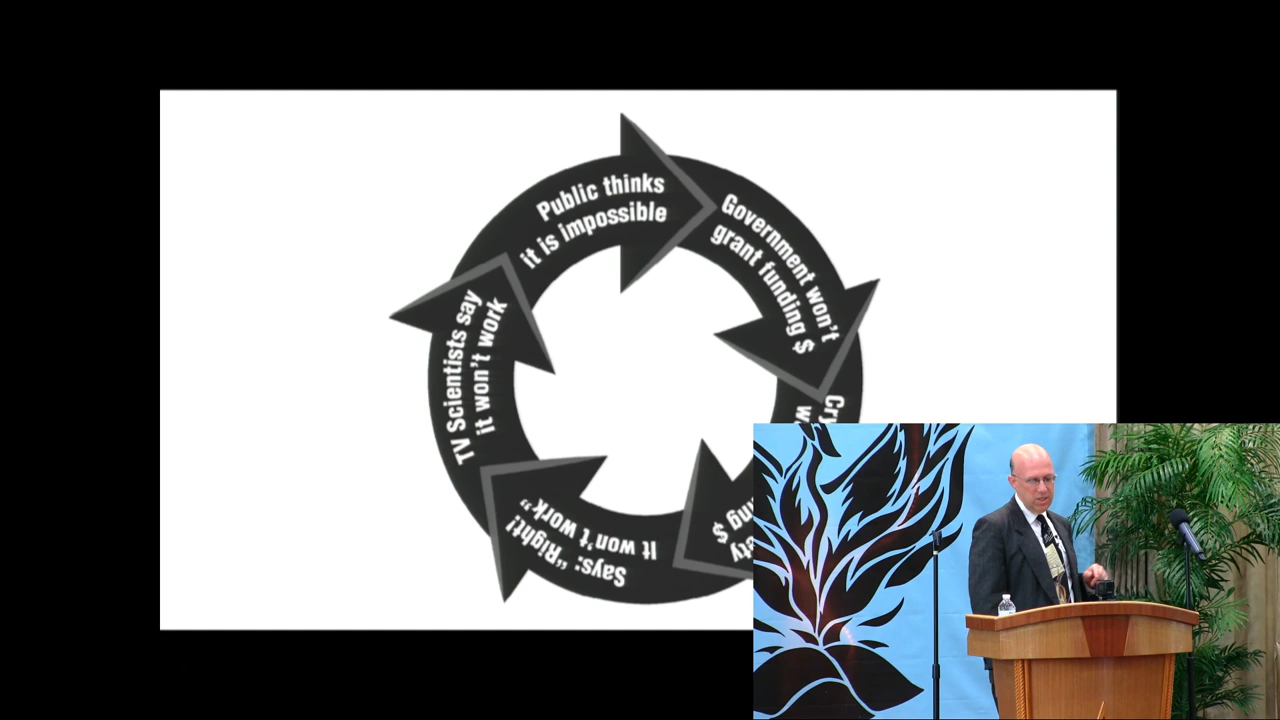 Public thinks
it is impossible
Government won't
grant funding $
Says: "Right!
It won't work"
TV Scientists say
it won't work